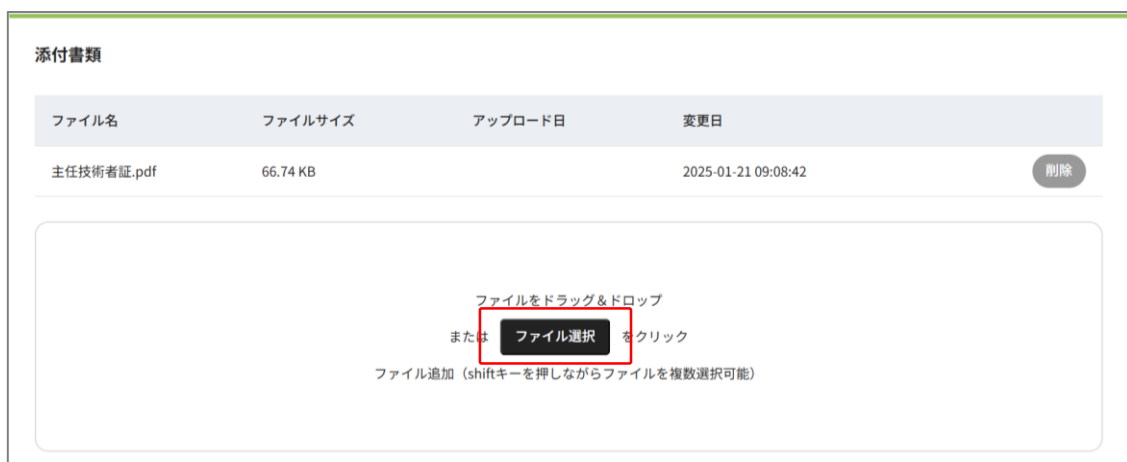 添付書類
ファイル名 ファイルサイズ アップロード日 変更日
主任技術者証.pdf 66.74 KB 2025-01-21 09:08:42 削除
ファイルをドラッグ＆ドロップ
または ファイル選択 をクリック
ファイル追加（shiftキーを押しながらファイルを複数選択可能）